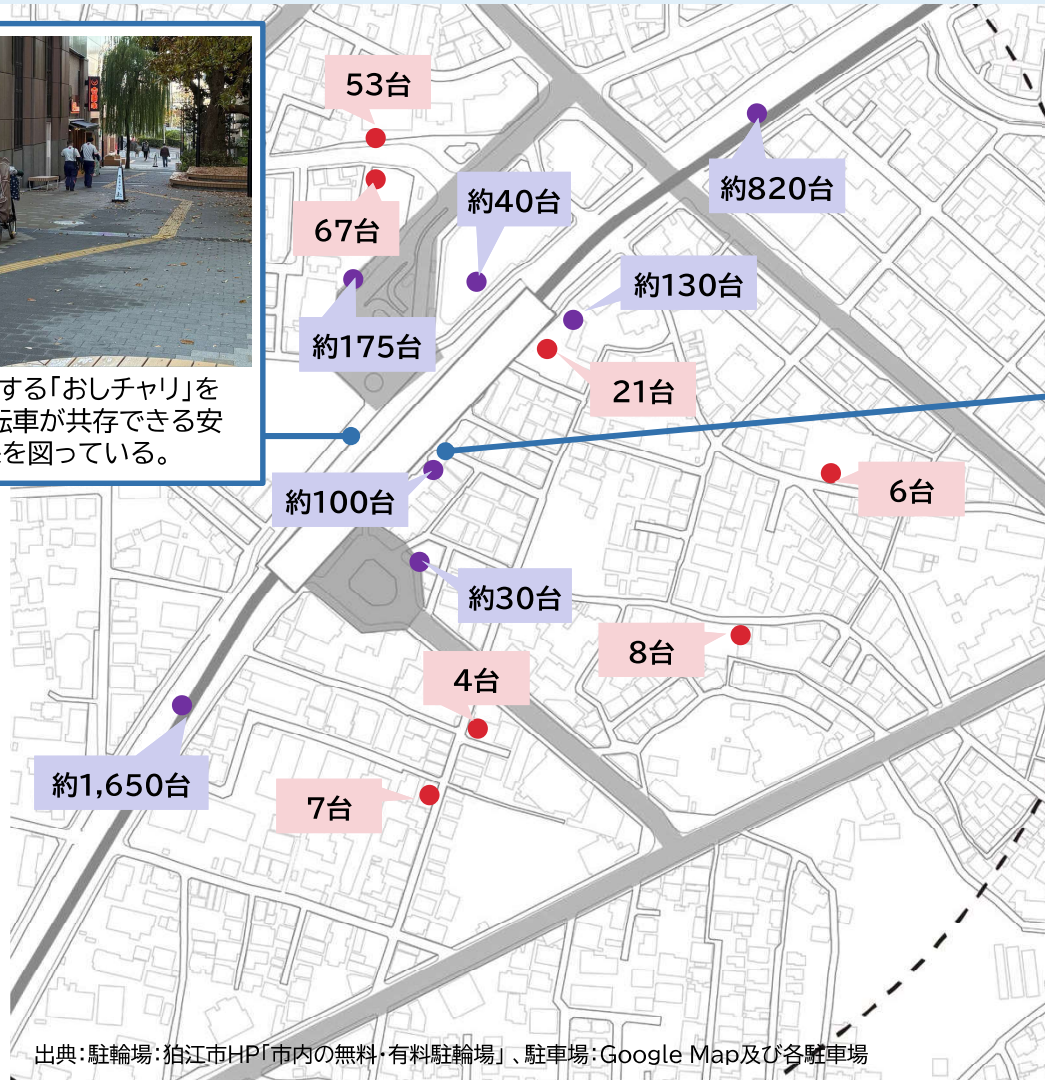 53台
67台
約40台
約820台
約130台
約175台
21台
する「おしチャリ」を
転車が共存できる安
を図っている。
約100台
6台
約30台
8台
4台
約1,650台
7台
出典：駐輪場：狛江市HP「市内の無料・有料駐輪場」、駐車場：Google Map及び各駐車場